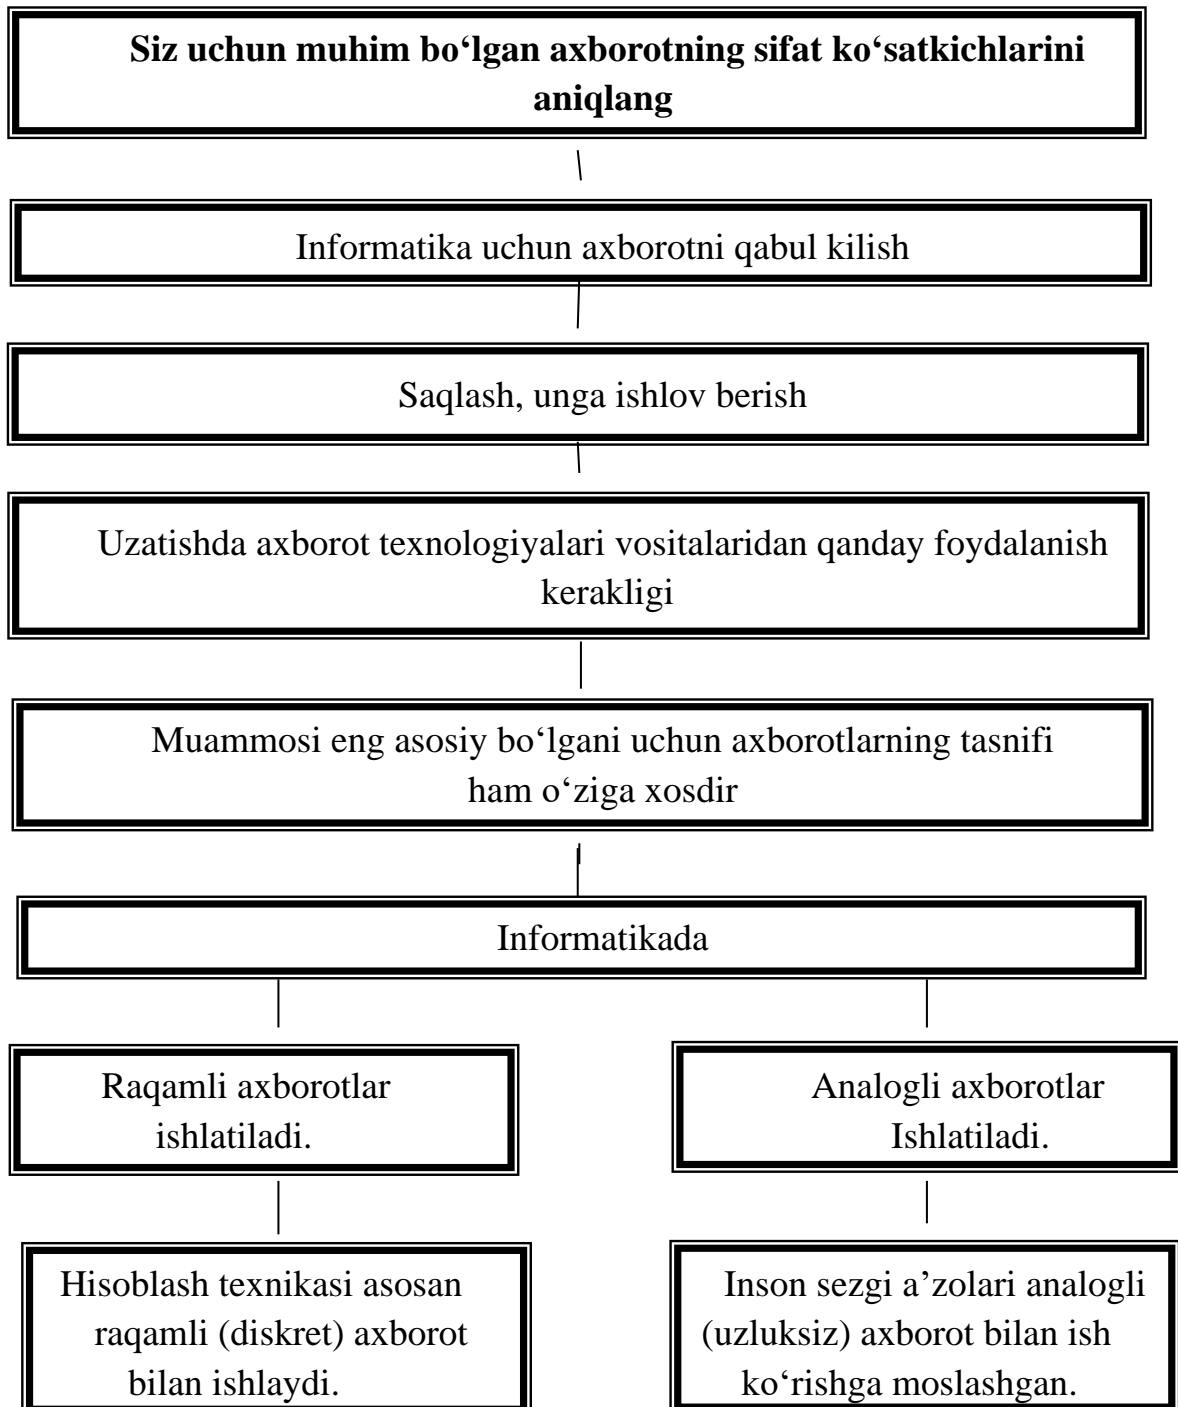 Siz uchun muhim bo‘lgan axborotning sifat ko‘satkichlarini
aniqlang
Informatika uchun axborotni qabul kilish
Saqlash, unga ishlov berish
Uzatishda axborot texnologiyalari vositalaridan qanday foydalanish
kerakligi
Muammosi eng asosiy bo‘lgani uchun axborotlarning tasnifi
ham o‘ziga xosdir
Informatikada
Raqamli axborotlar
ishlatiladi.
Analogli axborotlar
Ishlatiladi.
Hisoblash texnikasi asosan
raqamli (diskret) axborot
bilan ishlaydi.
Inson sezgi a’zolari analogli
(uzluksiz) axborot bilan ish
ko‘rishga moslashgan.